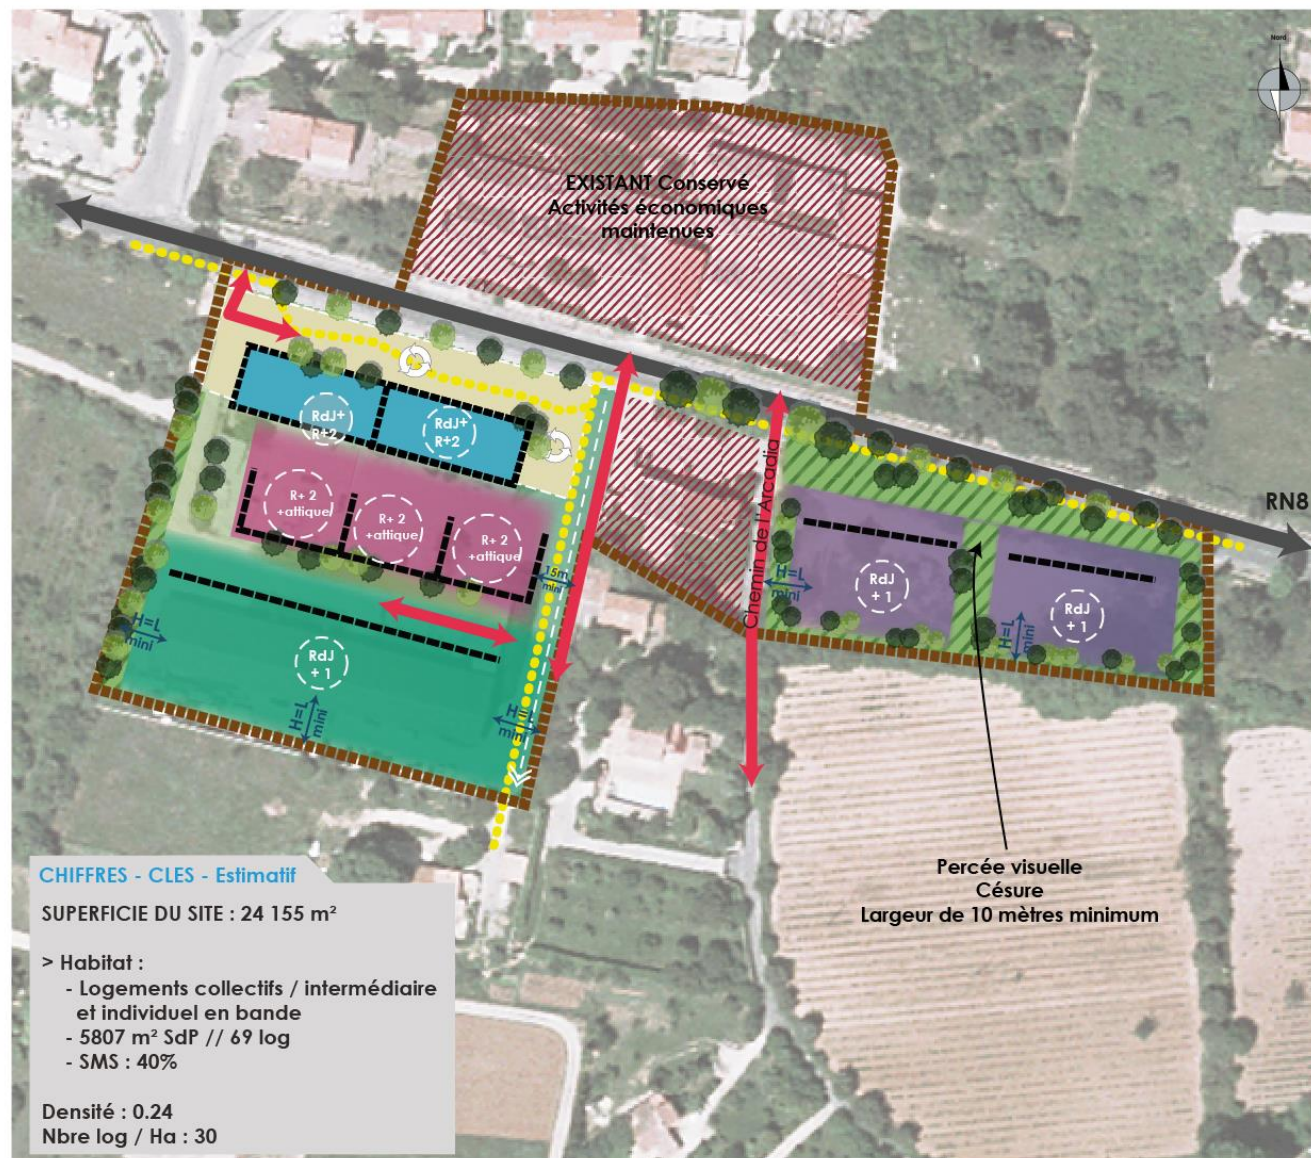 Nord
EXISTANT Conservé
Activités économiques
maintenues
RN8
RdJ+
R+2
RdJ+
R+2
R+ 2
+attique
R+ 2
+attique
R+ 2
+attique
15m
mini
Chemin de l'Arcadia
H=L
mini
RdJ
+ 1
RdJ
+ 1
H=L
mini
H=L
mini
RdJ
+ 1
H=L
mini
mini
Percée visuelle
Césure
Largeur de 10 mètres minimum
CHIFFRES - CLES - Estimatif
SUPERFICIE DU SITE : 24 155 m²
> Habitat :
- Logements collectifs / intermédiaire
et individuel en bande
- 5807 m² SdP // 69 log
- SMS : 40%
Densité : 0.24
Nbre log / Ha : 30